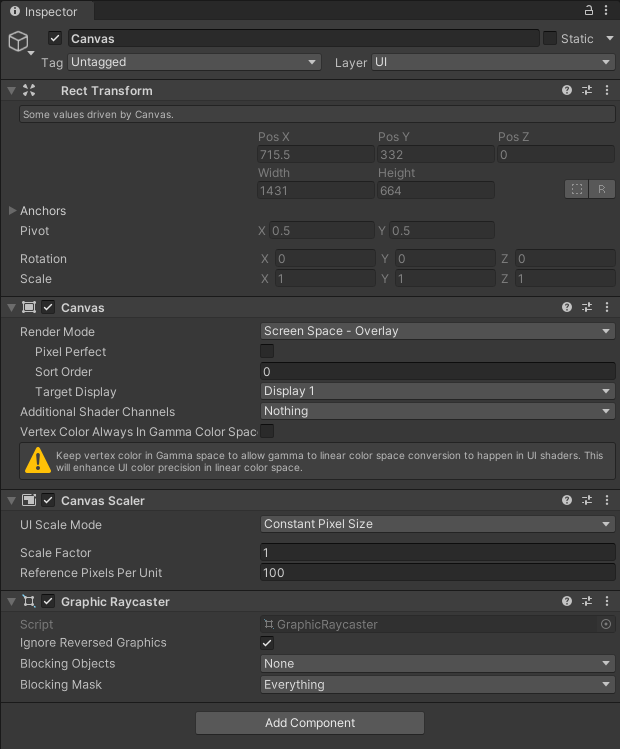 Inspector
Canvas Static
Tag Untagged Layer UI
Rect Transform
Some values driven by Canvas.
Pos X Pos Y Pos Z
715.5 332 0
Width Height
1431 664
R
Anchors
Pivot X 0.5 Y 0.5
Rotation X 0 Y 0 Z 0
Scale X 1 Y 1 Z 1
Canvas
Render Mode Screen Space - Overlay
Pixel Perfect
Sort Order 0
Target Display Display 1
Additional Shader Channels Nothing
Vertex Color Always In Gamma Color Spac
Keep vertex color in Gamma space to allow gamma to linear color space conversion to happen in UI shaders. This
will enhance UI color precision in linear color space.
Canvas Scaler
UI Scale Mode Constant Pixel Size
Scale Factor 1
Reference Pixels Per Unit 100
Graphic Raycaster
Script GraphicRaycaster
Ignore Reversed Graphics
Blocking Objects None
Blocking Mask Everything
Add Component